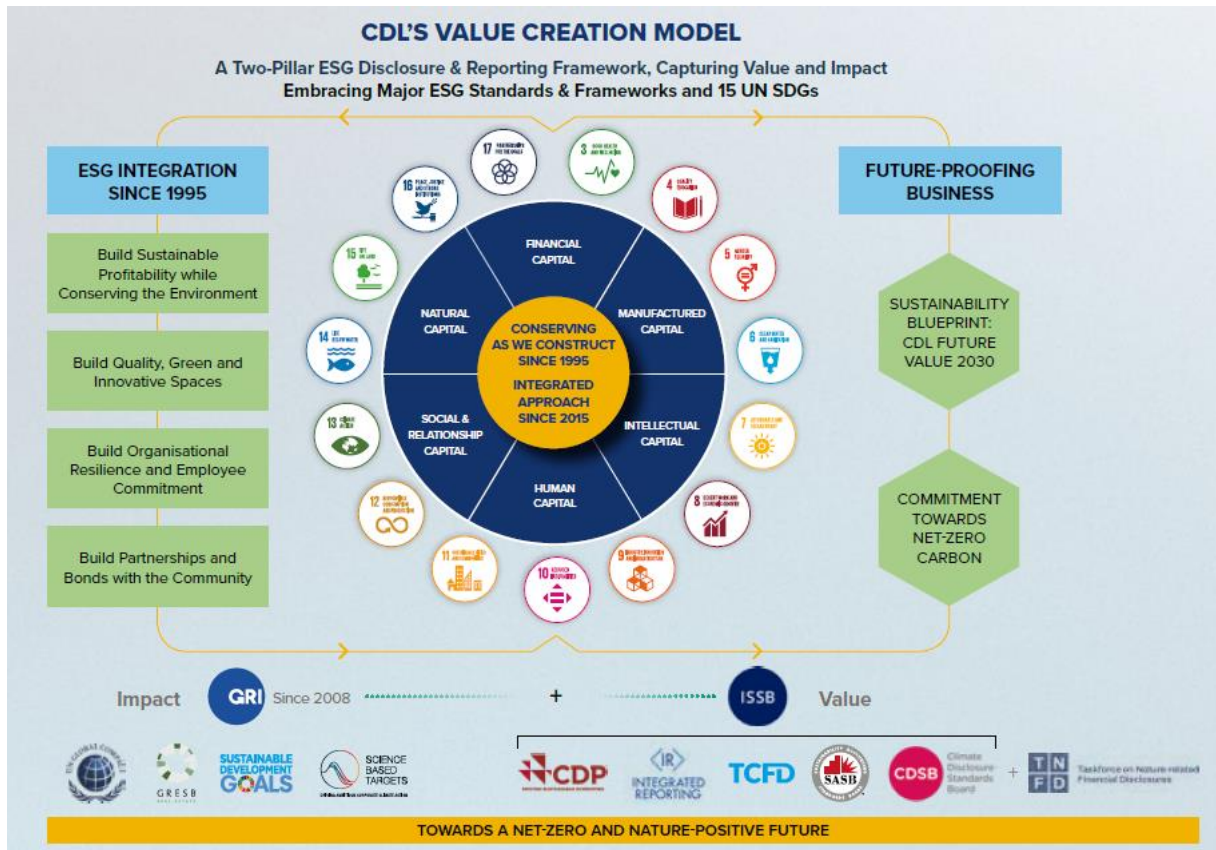 CDL'S VALUE CREATION MODEL
A Two-Pillar ESG Disclosure & Reporting Framework, Capturing Value and Impact
Embracing Major ESG Standards & Frameworks and 15 UN SDGs
ESG INTEGRATION
SINCE 1995
Build Sustainable
Profitability while
Conserving the Environment
Build Quality, Green and
Innovative Spaces
Build Organisational
Resilience and Employee
Commitment
Build Partnerships and
Bonds with the Community
17
3
4
5
6
7
8
9
10
11
12
13
14
15
16
FINANCIAL
CAPITAL
MANUFACTURED
CAPITAL
INTELLECTUAL
CAPITAL
HUMAN
CAPITAL
SOCIAL &
RELATIONSHIP
CAPITAL
NATURAL
CAPITAL
CONSERVING
AS WE CONSTRUCT
SINCE 1995
INTEGRATED
APPROACH
SINCE 2015
FUTURE-PROOFING
BUSINESS
SUSTAINABILITY
BLUEPRINT:
CDL FUTURE
VALUE 2030
COMMITMENT
TOWARDS
NET-ZERO
CARBON
Impact
GRI
Since 2008
+
ISSB
Value
GRESB
SUSTAINABLE
DEVELOPMENT
GOALS
SCIENCE
BASED
TARGETS
CDP
<IR>
INTEGRATED
REPORTING
TCFD
SASB
CDSB
Climate
Disclosure
Standards
Board
+
TN
FD
Taskforce on Nature-related
Financial Disclosures
TOWARDS A NET-ZERO AND NATURE-POSITIVE FUTURE